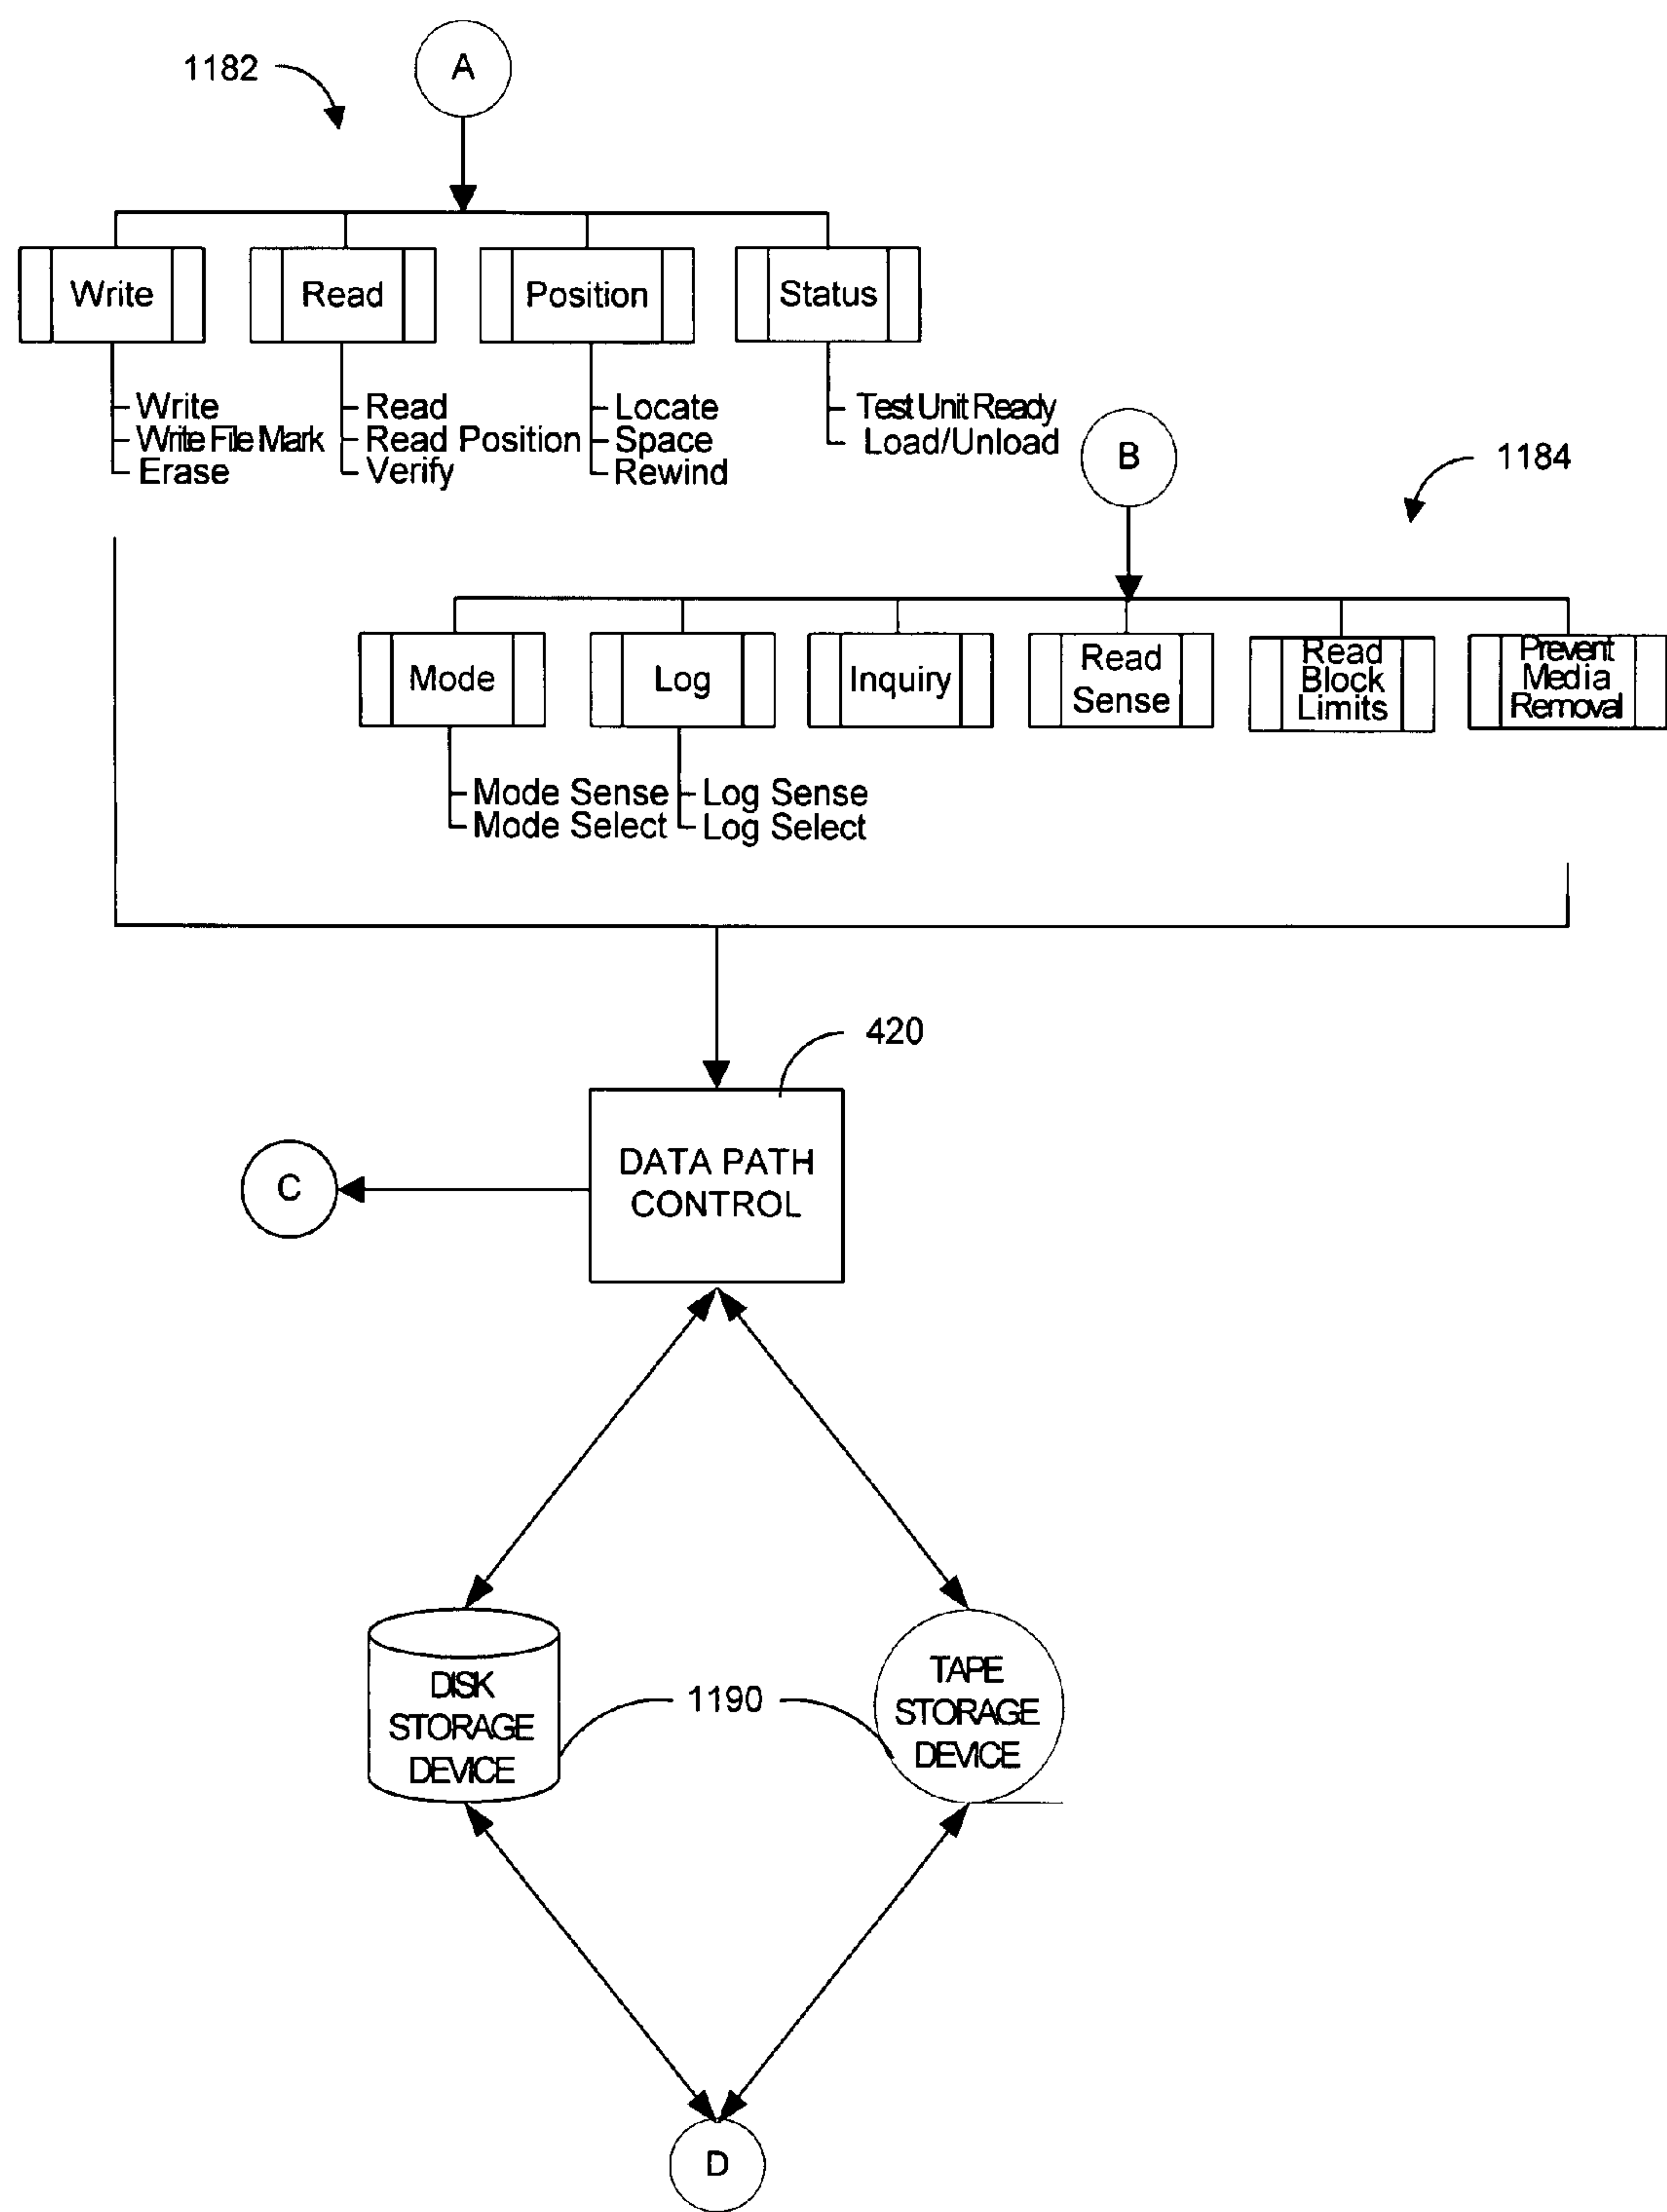 1182
A
Write
Read
Position
Status
Write
Write File Mark
Erase
Read
Read Position
Verify
Locate
Space
Rewind
Test Unit Ready
Load/Unload
B
1184
Mode
Log
Inquiry
Read
Sense
Read
Block
Limits
Prevent
Media
Removal
Mode Sense
Mode Select
Log Sense
Log Select
420
DATA PATH
CONTROL
C
DISK
STORAGE
DEVICE
1190
TAPE
STORAGE
DEVICE
D